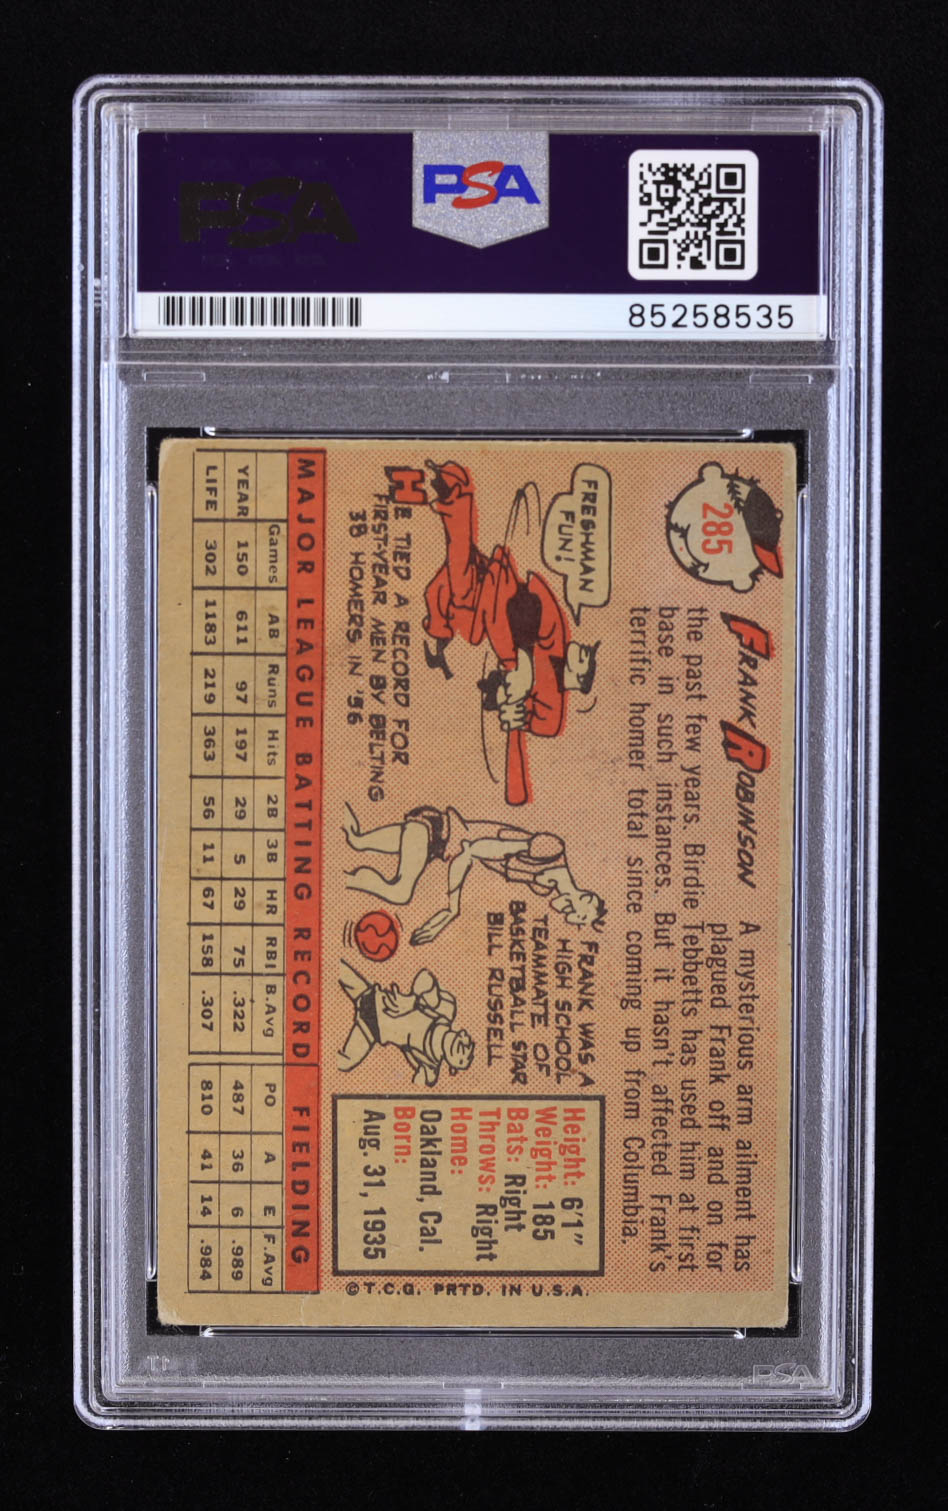 PSA
PSA
85258535
285
FRANK ROBINSON
A mysterious arm ailment has
plagued Frank off and on for
the past few years. Birdie Tebbetts has used him at first
base in such instances. But it hasn't affected Frank's
terrific homer total since coming up from Columbia.
FRESHMAN
FUN!
HE TIED A RECORD FOR
FIRST-YEAR MEN BY BELTING
38 HOMERS IN '56
FRANK WAS A
HIGH SCHOOL
TEAMMATE OF
BASKETBALL STAR
BILL RUSSELL
Height: 6'1"
Weight: 185
Bats: Right
Throws: Right
Home:
Oakland, Cal.
Born:
Aug. 31, 1935
© T.C.G. PRTD. IN U.S.A.
MAJOR LEAGUE BATTING RECORD FIELDING
Games AB Runs Hits 2B 3B HR RBI B.Avg PO A E F.Avg
YEAR 150 611 97 197 29 5 29 75 .322 487 36 6 .989
LIFE 302 1183 219 363 56 11 67 158 .307 810 41 14 .984
PSA